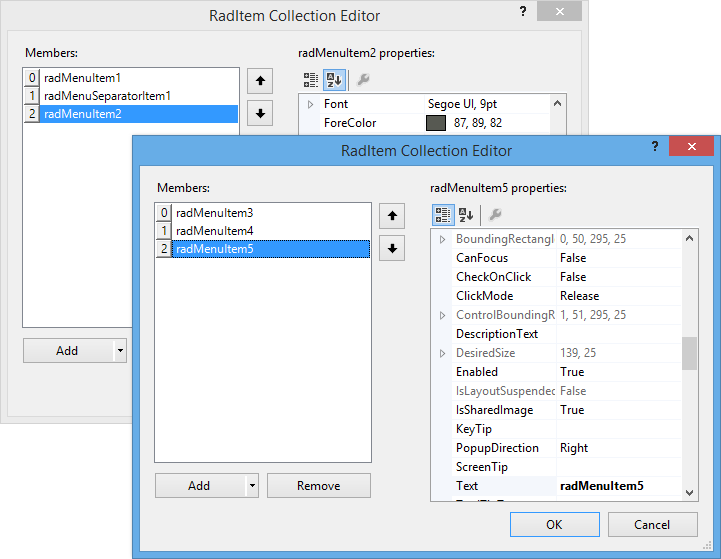 RadItem Collection Editor
?
Members:
radMenuItem2 properties:
0 radMenuItem1
1 radMenuSeparatorItem1
2 radMenuItem2
Font Segoe UI, 9pt
ForeColor 87, 89, 82
Add
RadItem Collection Editor
?
Members:
radMenuItem5 properties:
0 radMenuItem3
1 radMenuItem4
2 radMenuItem5
BoundingRectangl 0, 50, 295, 25
CanFocus False
CheckOnClick False
ClickMode Release
ControlBoundingR 1, 51, 295, 25
DescriptionText
DesiredSize 139, 25
Enabled True
IsLayoutSuspended False
IsSharedImage True
KeyTip
PopupDirection Right
ScreenTip
Text radMenuItem5
Add
Remove
OK
Cancel